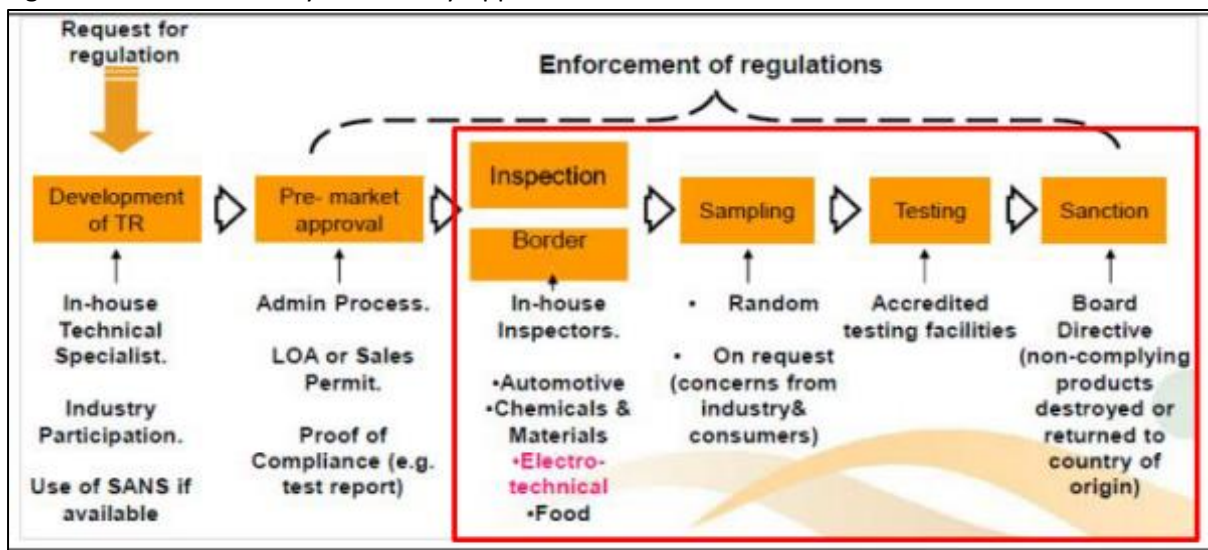 Request for
regulation
Enforcement of regulations
Development
of TR
Pre- market
approval
Inspection
Border
Sampling
Testing
Sanction
In-house
Technical
Specialist.
Industry
Participation.
Use of SANS if
available
Admin Process.
LOA or Sales
Permit.
Proof of
Compliance (e.g.
test report)
In-house
Inspectors.
•Automotive
•Chemicals &
Materials
•Electro-
technical
•Food
• Random
• On request
(concerns from
industry&
consumers)
Accredited
testing facilities
Board
Directive
(non-complying
products
destroyed or
returned to
country of
origin)